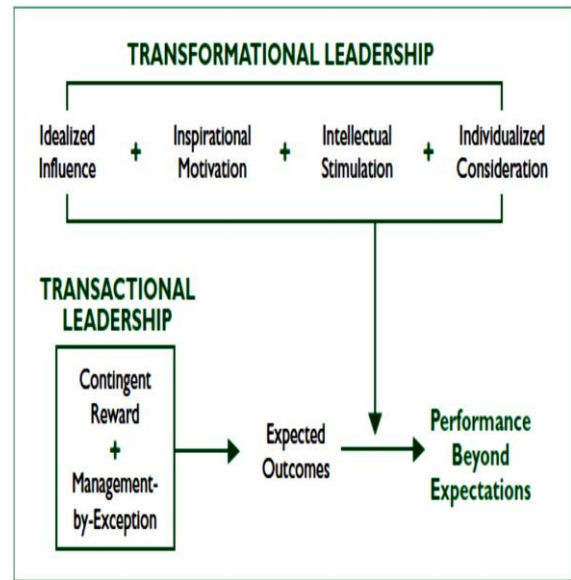 TRANSFORMATIONAL LEADERSHIP
Idealized
Influence
+
Inspirational
Motivation
+
Intellectual
Stimulation
+
Individualized
Consideration
TRANSACTIONAL
LEADERSHIP
Contingent
Reward
+
Management-
by-Exception
Expected
Outcomes
Performance
Beyond
Expectations